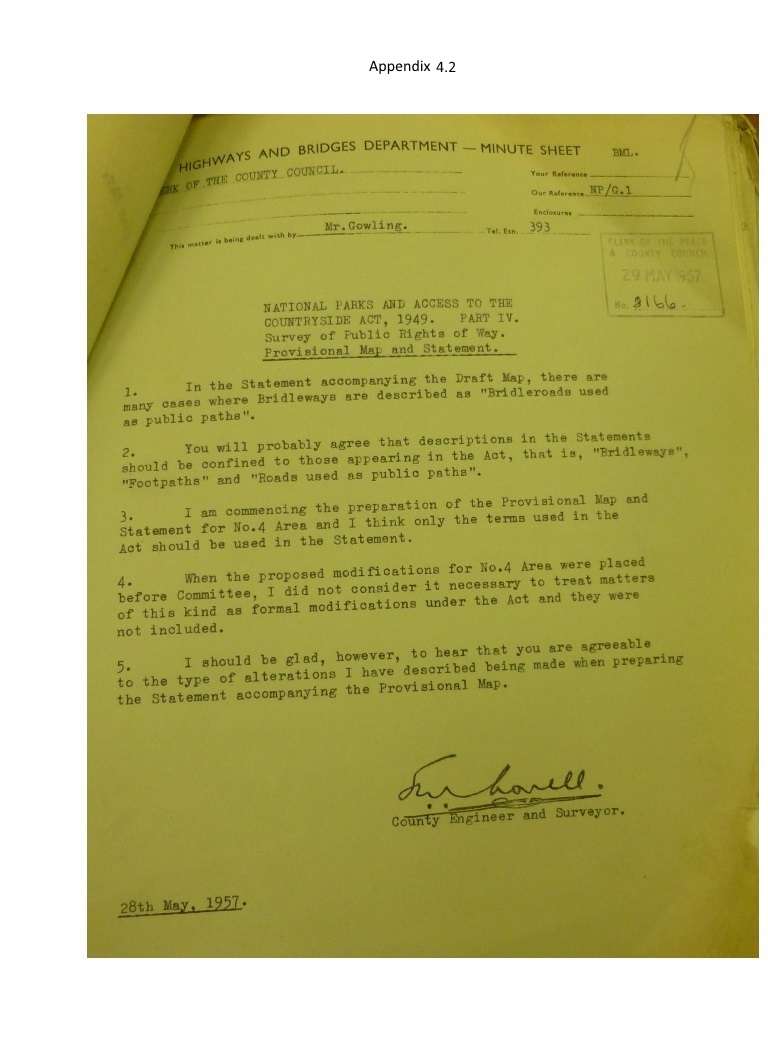 Appendix 4.2
HIGHWAYS AND BRIDGES DEPARTMENT — MINUTE SHEET BML.
OF THE COUNTY COUNCIL.
Your Reference
Our Reference NP/G.1
Enclosures
This matter is being dealt with by Mr.Gowling. Tel. Extn. 393
CLERK OF THE PEACE
& COUNTY COUNCIL
29 MAY 1957
No. 2166.
NATIONAL PARKS AND ACCESS TO THE
COUNTRYSIDE ACT, 1949. PART IV.
Survey of Public Rights of Way.
Provisional Map and Statement.
1. In the Statement accompanying the Draft Map, there are
many cases where Bridleways are described as "Bridleroads used
as public paths".
2. You will probably agree that descriptions in the Statements
should be confined to those appearing in the Act, that is, "Bridleways",
"Footpaths" and "Roads used as public paths".
3. I am commencing the preparation of the Provisional Map and
Statement for No.4 Area and I think only the terms used in the
Act should be used in the Statement.
4. When the proposed modifications for No.4 Area were placed
before Committee, I did not consider it necessary to treat matters
of this kind as formal modifications under the Act and they were
not included.
5. I should be glad, however, to hear that you are agreeable
to the type of alterations I have described being made when preparing
the Statement accompanying the Provisional Map.
County Engineer and Surveyor.
28th May, 1957.